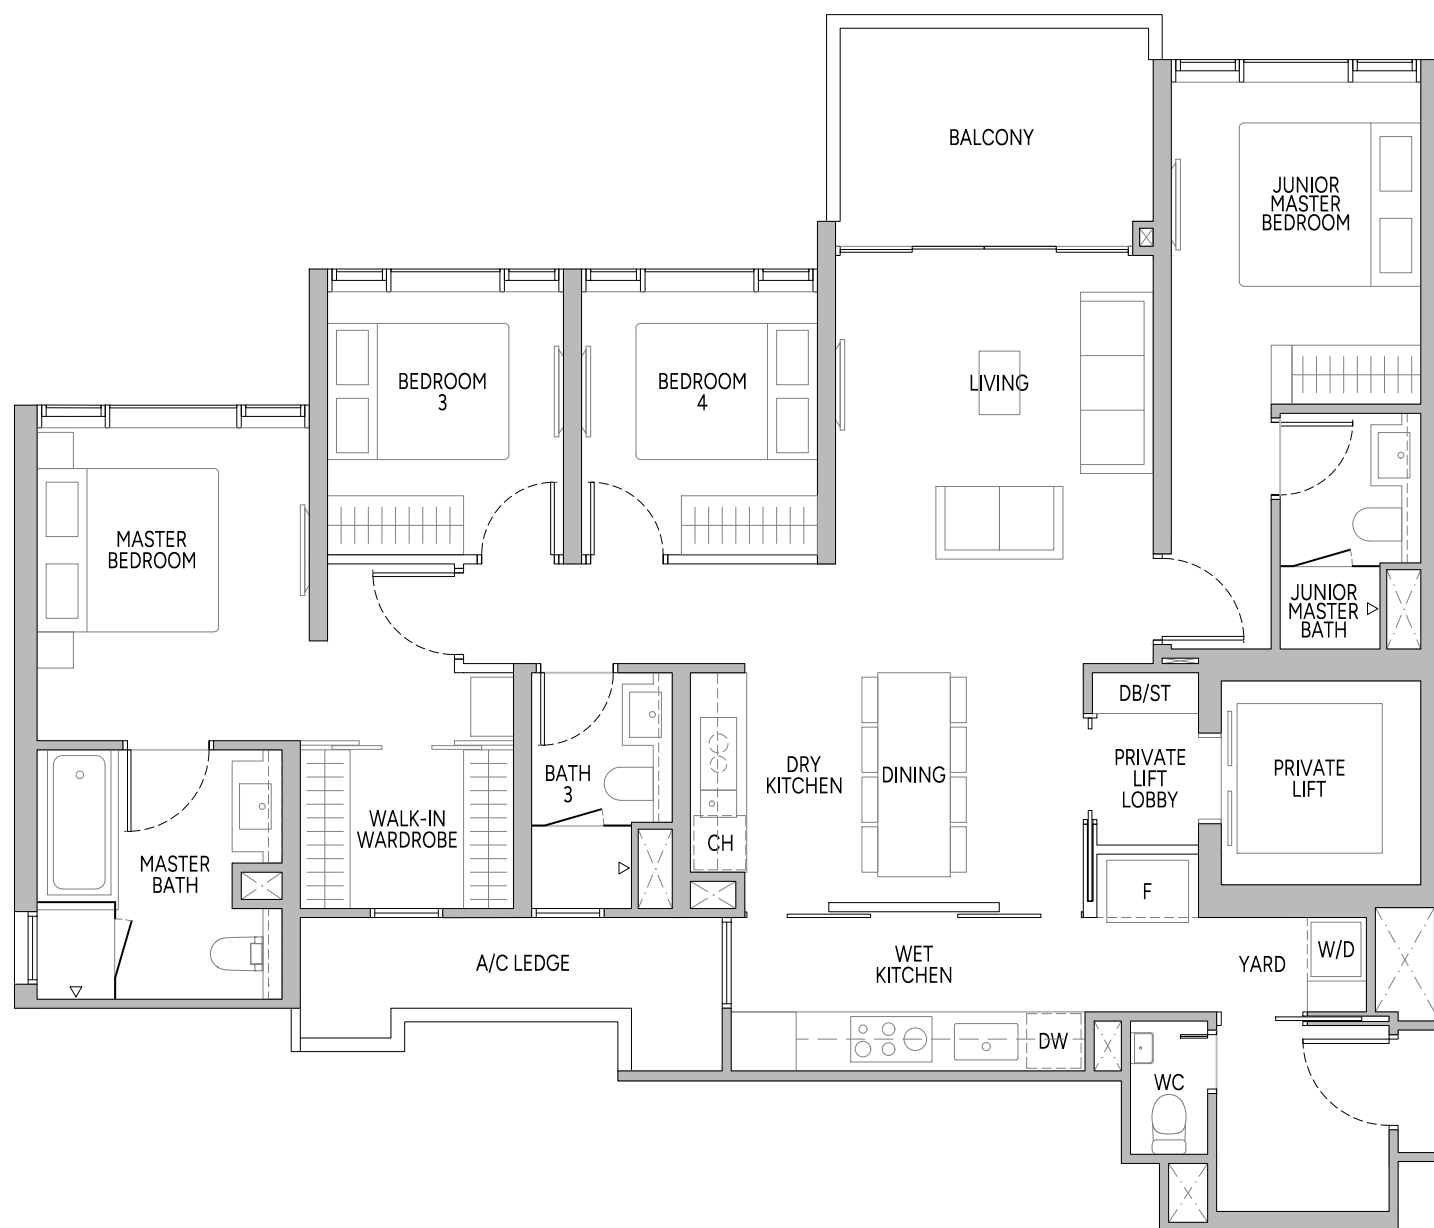 BALCONY
JUNIOR
MASTER
BEDROOM
BEDROOM
3
BEDROOM
4
LIVING
MASTER
BEDROOM
JUNIOR
MASTER
BATH
DB/ST
PRIVATE
LIFT
LOBBY
PRIVATE
LIFT
DRY
KITCHEN
DINING
BATH
3
WALK-IN
WARDROBE
CH
MASTER
BATH
F
A/C LEDGE
WET
KITCHEN
YARD
W/D
DW
WC